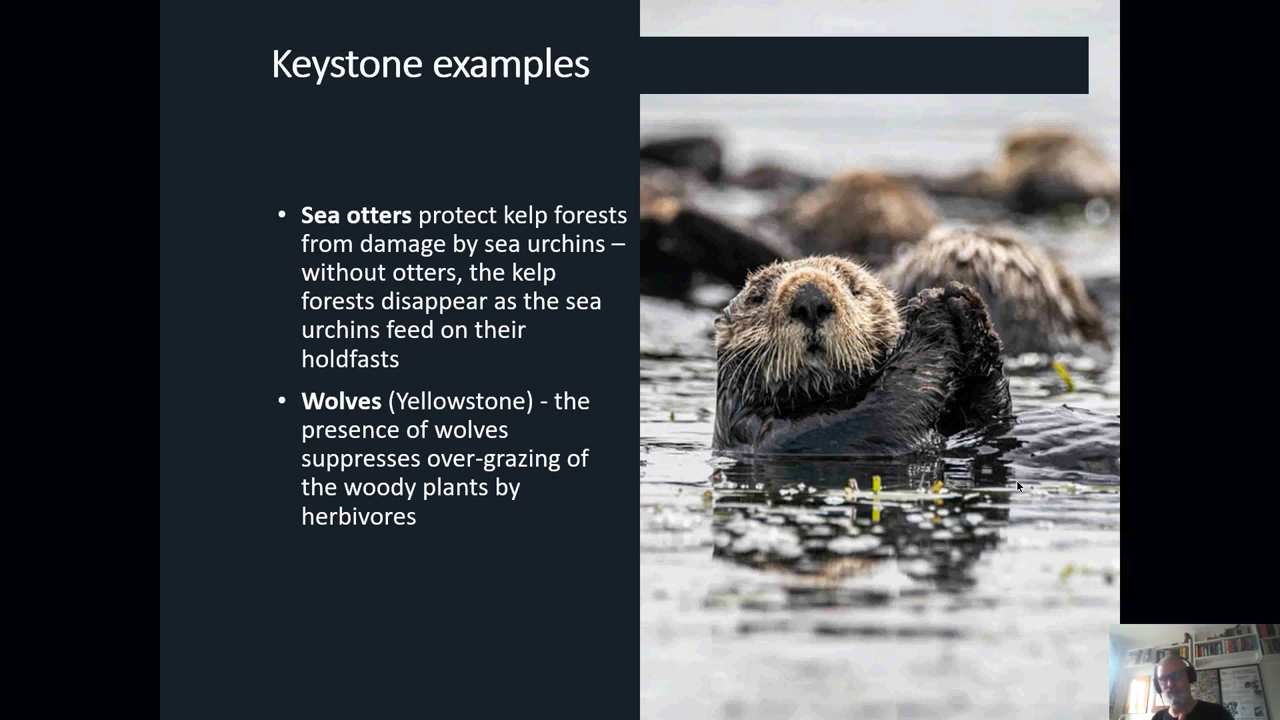 Keystone examples
• Sea otters protect kelp forests
from damage by sea urchins –
without otters, the kelp
forests disappear as the sea
urchins feed on their
holdfasts
• Wolves (Yellowstone) - the
presence of wolves
suppresses over-grazing of
the woody plants by
herbivores